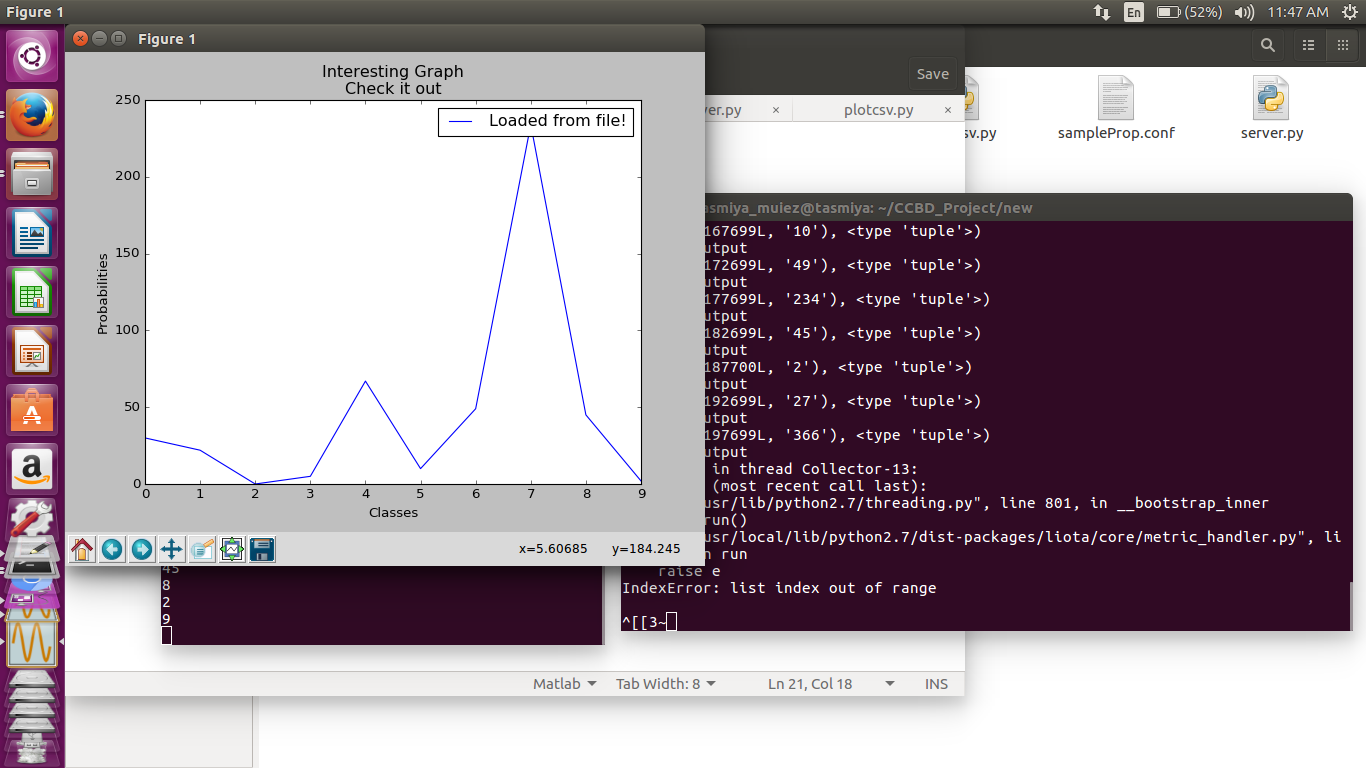 Figure 1
En
(52%)
11:47 AM
Figure 1
Interesting Graph
Check it out
Loaded from file!
250
200
150
100
50
0
Probabilities
0 1 2 3 4 5 6 7 8 9
Classes
x=5.60685 y=184.245
Save
ver.py ×
plotcsv.py ×
sv.py
sampleProp.conf
server.py
asmiya_muiez@tasmiya: ~/CCBD_Project/new
167699L, '10'), <type 'tuple'>)
utput
172699L, '49'), <type 'tuple'>)
utput
177699L, '234'), <type 'tuple'>)
utput
182699L, '45'), <type 'tuple'>)
utput
187700L, '2'), <type 'tuple'>)
utput
192699L, '27'), <type 'tuple'>)
utput
197699L, '366'), <type 'tuple'>)
utput
in thread Collector-13:
(most recent call last):
usr/lib/python2.7/threading.py", line 801, in __bootstrap_inner
run()
usr/local/lib/python2.7/dist-packages/liota/core/metric_handler.py", li
n run
raise e
IndexError: list index out of range
^[[3~
45
8
2
9
Matlab
Tab Width: 8
Ln 21, Col 18
INS